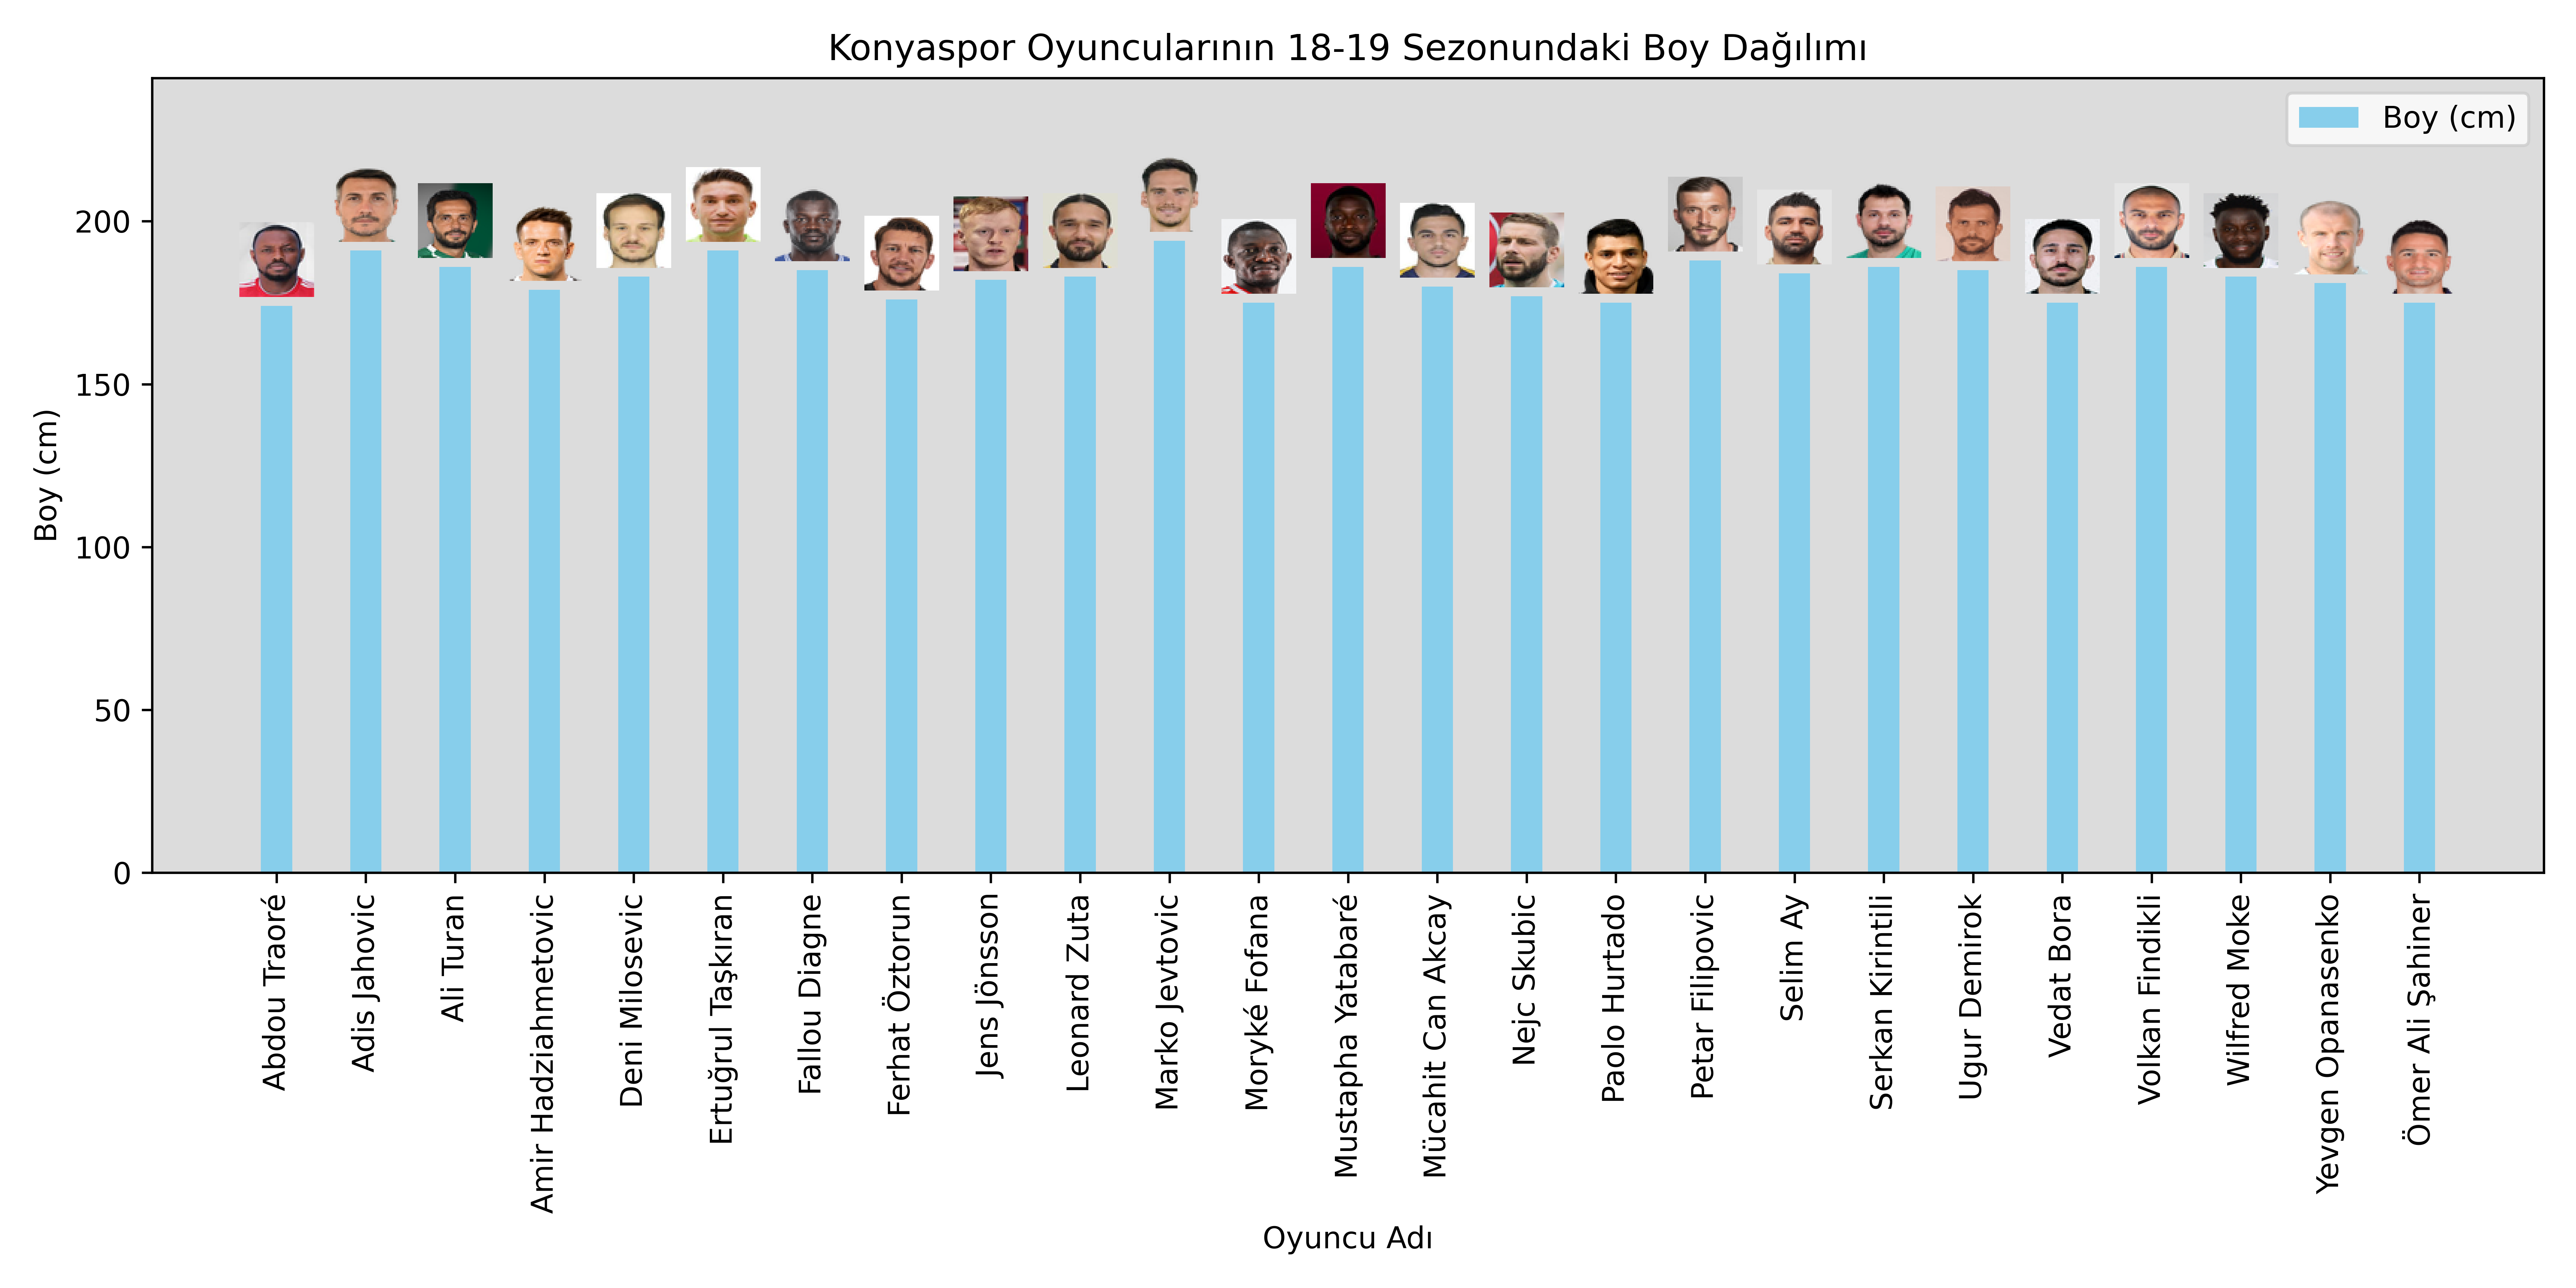 Konyaspor Oyuncularının 18-19 Sezonundaki Boy Dağılımı
Boy (cm)
Boy (cm)
200
150
100
50
0
Abdou Traoré
Adis Jahovic
Ali Turan
Amir Hadziahmetovic
Deni Milosevic
Ertuğrul Taşkıran
Fallou Diagne
Ferhat Öztorun
Jens Jönsson
Leonard Zuta
Marko Jevtovic
Moryké Fofana
Mustapha Yatabaré
Mücahit Can Akcay
Nejc Skubic
Paolo Hurtado
Petar Filipovic
Selim Ay
Serkan Kirintili
Ugur Demirok
Vedat Bora
Volkan Findikli
Wilfred Moke
Yevgen Opanasenko
Ömer Ali Şahiner
Oyuncu Adı